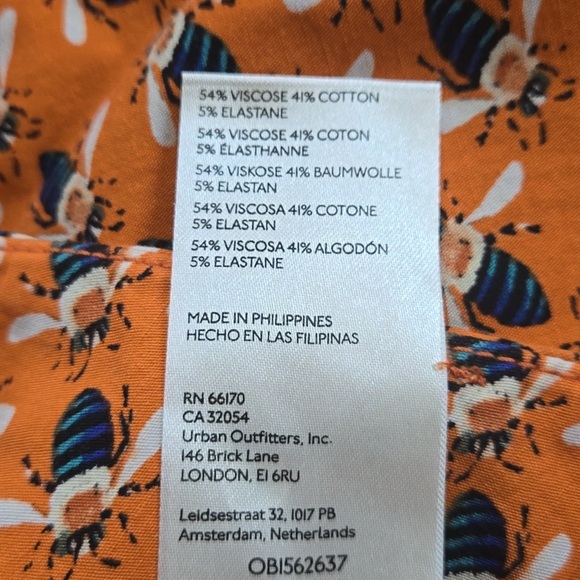 54% VISCOSE 41% COTTON
5% ELASTANE
54% VISCOSE 41% COTON
5% ÉLASTHANNE
54% VISKOSE 41% BAUMWOLLE
5% ELASTAN
54% VISCOSA 41% COTONE
5% ELASTAN
54% VISCOSA 41% ALGODÓN
5% ELASTANE
MADE IN PHILIPPINES
HECHO EN LAS FILIPINAS
RN 66170
CA 32054
Urban Outfitters, Inc.
146 Brick Lane
LONDON, E1 6RU
Leidsestraat 32, 1017 PB
Amsterdam, Netherlands
OB1562637